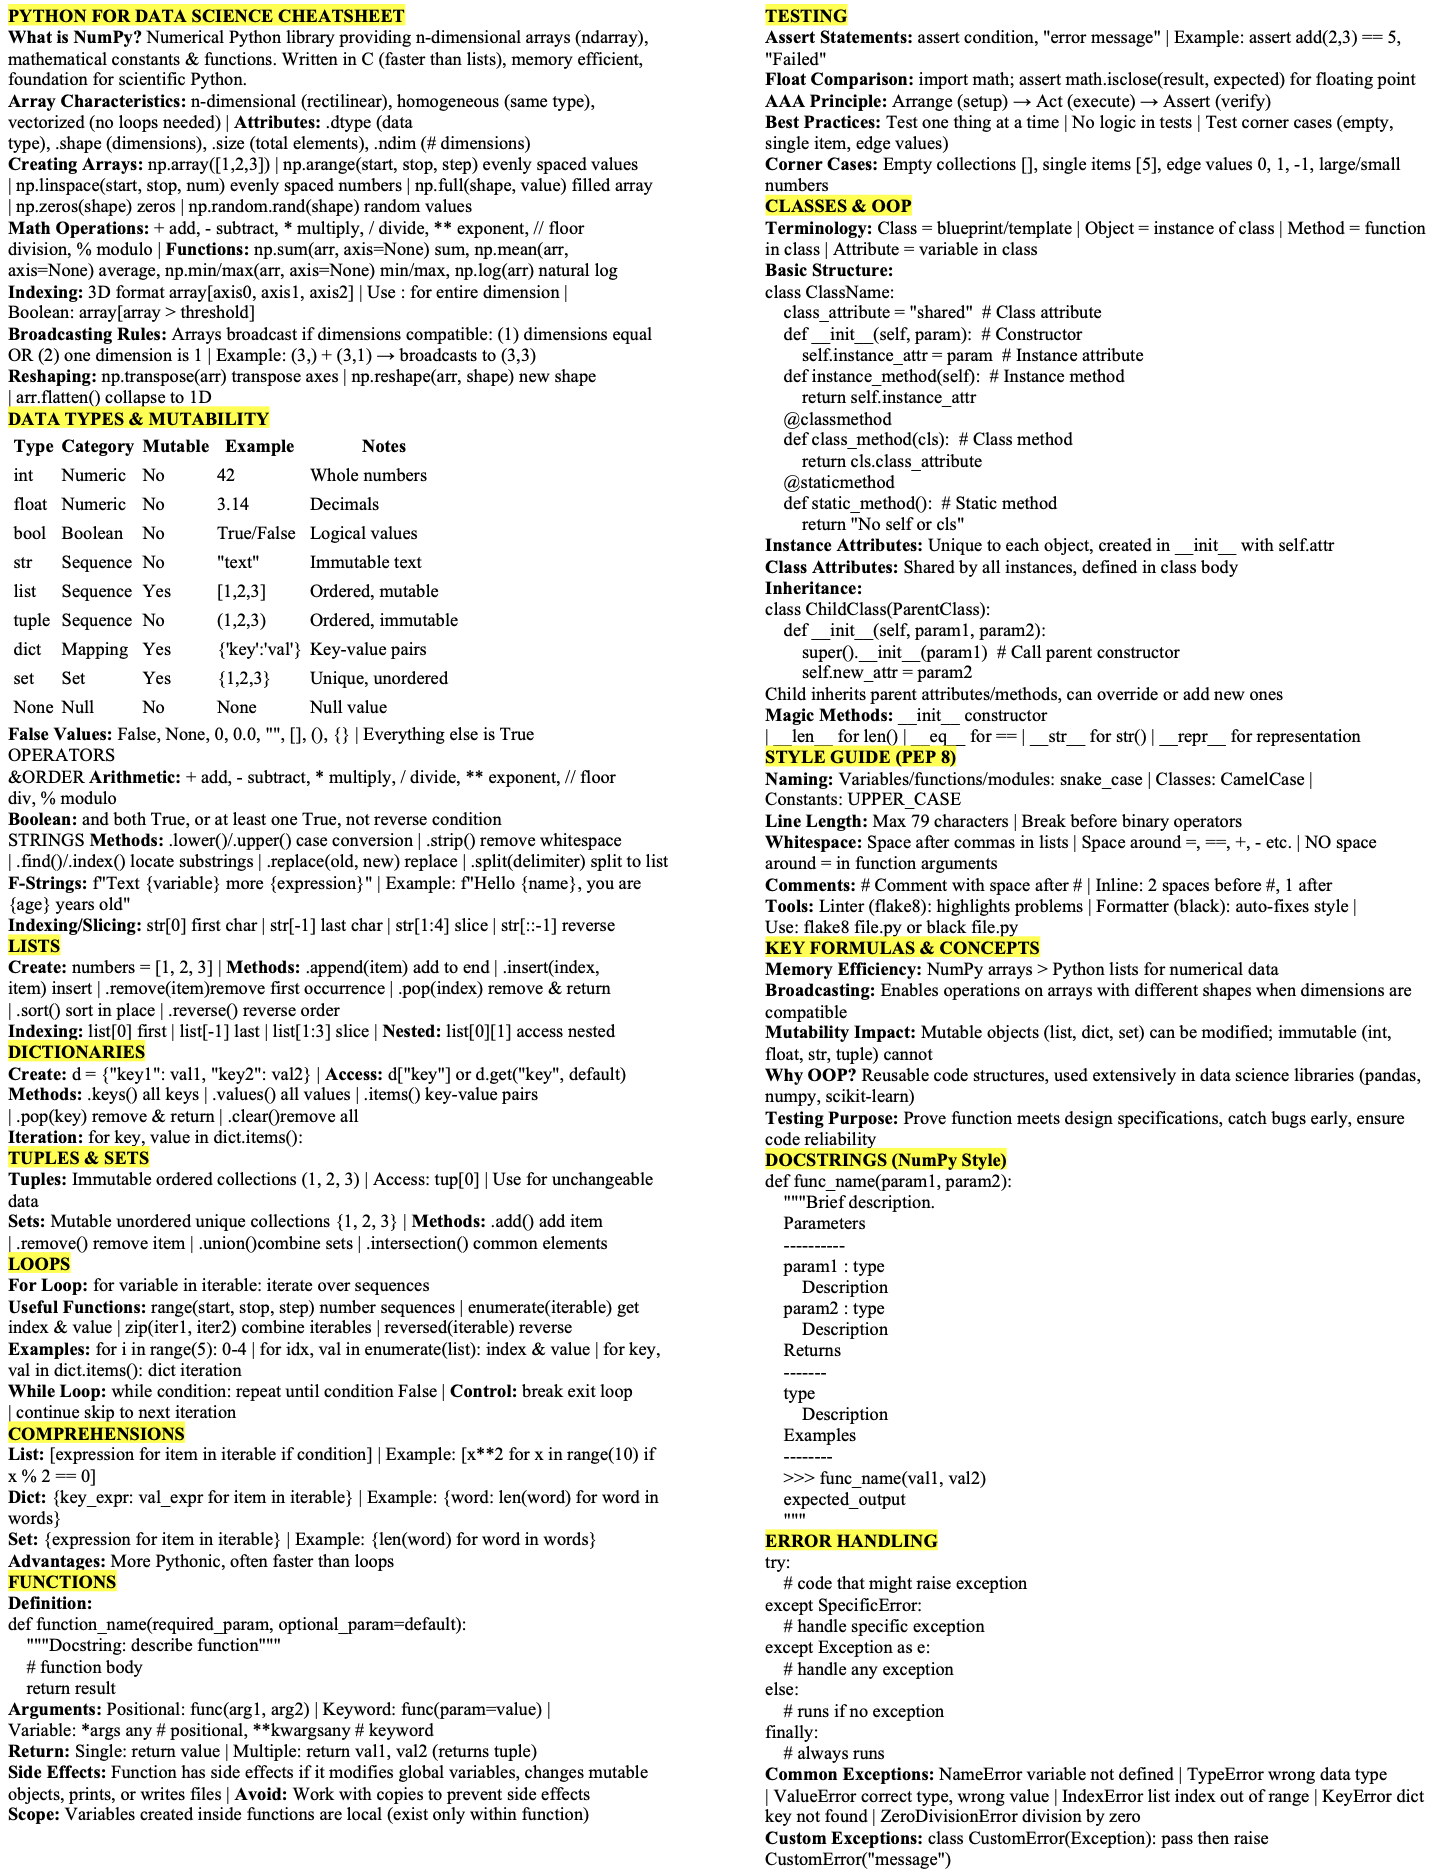 PYTHON FOR DATA SCIENCE CHEATSHEET
What is NumPy? Numerical Python library providing n-dimensional arrays (ndarray),
mathematical constants & functions. Written in C (faster than lists), memory efficient,
foundation for scientific Python.
Array Characteristics: n-dimensional (rectilinear), homogeneous (same type),
vectorized (no loops needed) | Attributes: .dtype (data
type), .shape (dimensions), .size (total elements), .ndim (# dimensions)
Creating Arrays: np.array([1,2,3]) | np.arange(start, stop, step) evenly spaced values
| np.linspace(start, stop, num) evenly spaced numbers | np.full(shape, value) filled array
| np.zeros(shape) zeros | np.random.rand(shape) random values
Math Operations: + add, - subtract, * multiply, / divide, ** exponent, // floor
division, % modulo | Functions: np.sum(arr, axis=None) sum, np.mean(arr,
axis=None) average, np.min/max(arr, axis=None) min/max, np.log(arr) natural log
Indexing: 3D format array[axis0, axis1, axis2] | Use : for entire dimension |
Boolean: array[array > threshold]
Broadcasting Rules: Arrays broadcast if dimensions compatible: (1) dimensions equal
OR (2) one dimension is 1 | Example: (3,) + (3,1) → broadcasts to (3,3)
Reshaping: np.transpose(arr) transpose axes | np.reshape(arr, shape) new shape
| arr.flatten() collapse to 1D
DATA TYPES & MUTABILITY
Type Category Mutable Example Notes
int Numeric No 42 Whole numbers
float Numeric No 3.14 Decimals
bool Boolean No True/False Logical values
str Sequence No "text" Immutable text
list Sequence Yes [1,2,3] Ordered, mutable
tuple Sequence No (1,2,3) Ordered, immutable
dict Mapping Yes {'key':'val'} Key-value pairs
set Set Yes {1,2,3} Unique, unordered
None Null No None Null value
False Values: False, None, 0, 0.0, "", [], (), {} | Everything else is True
OPERATORS
&ORDER Arithmetic: + add, - subtract, * multiply, / divide, ** exponent, // floor
div, % modulo
Boolean: and both True, or at least one True, not reverse condition
STRINGS Methods: .lower()/.upper() case conversion | .strip() remove whitespace
| .find()/.index() locate substrings | .replace(old, new) replace | .split(delimiter) split to list
F-Strings: f"Text {variable} more {expression}" | Example: f"Hello {name}, you are
{age} years old"
Indexing/Slicing: str[0] first char | str[-1] last char | str[1:4] slice | str[::-1] reverse
LISTS
Create: numbers = [1, 2, 3] | Methods: .append(item) add to end | .insert(index,
item) insert | .remove(item)remove first occurrence | .pop(index) remove & return
| .sort() sort in place | .reverse() reverse order
Indexing: list[0] first | list[-1] last | list[1:3] slice | Nested: list[0][1] access nested
DICTIONARIES
Create: d = {"key1": val1, "key2": val2} | Access: d["key"] or d.get("key", default)
Methods: .keys() all keys | .values() all values | .items() key-value pairs
| .pop(key) remove & return | .clear()remove all
Iteration: for key, value in dict.items():
TUPLES & SETS
Tuples: Immutable ordered collections (1, 2, 3) | Access: tup[0] | Use for unchangeable
data
Sets: Mutable unordered unique collections {1, 2, 3} | Methods: .add() add item
| .remove() remove item | .union()combine sets | .intersection() common elements
LOOPS
For Loop: for variable in iterable: iterate over sequences
Useful Functions: range(start, stop, step) number sequences | enumerate(iterable) get
index & value | zip(iter1, iter2) combine iterables | reversed(iterable) reverse
Examples: for i in range(5): 0-4 | for idx, val in enumerate(list): index & value | for key,
val in dict.items(): dict iteration
While Loop: while condition: repeat until condition False | Control: break exit loop
| continue skip to next iteration
COMPREHENSIONS
List: [expression for item in iterable if condition] | Example: [x**2 for x in range(10) if
x % 2 == 0]
Dict: {key_expr: val_expr for item in iterable} | Example: {word: len(word) for word in
words}
Set: {expression for item in iterable} | Example: {len(word) for word in words}
Advantages: More Pythonic, often faster than loops
FUNCTIONS
Definition:
def function_name(required_param, optional_param=default):
"""Docstring: describe function"""
# function body
return result
Arguments: Positional: func(arg1, arg2) | Keyword: func(param=value) |
Variable: *args any # positional, **kwargsany # keyword
Return: Single: return value | Multiple: return val1, val2 (returns tuple)
Side Effects: Function has side effects if it modifies global variables, changes mutable
objects, prints, or writes files | Avoid: Work with copies to prevent side effects
Scope: Variables created inside functions are local (exist only within function)
TESTING
Assert Statements: assert condition, "error message" | Example: assert add(2,3) == 5,
"Failed"
Float Comparison: import math; assert math.isclose(result, expected) for floating point
AAA Principle: Arrange (setup) → Act (execute) → Assert (verify)
Best Practices: Test one thing at a time | No logic in tests | Test corner cases (empty,
single item, edge values)
Corner Cases: Empty collections [], single items [5], edge values 0, 1, -1, large/small
numbers
CLASSES & OOP
Terminology: Class = blueprint/template | Object = instance of class | Method = function
in class | Attribute = variable in class
Basic Structure:
class ClassName:
class_attribute = "shared" # Class attribute
def __init__(self, param): # Constructor
self.instance_attr = param # Instance attribute
def instance_method(self): # Instance method
return self.instance_attr
@classmethod
def class_method(cls): # Class method
return cls.class_attribute
@staticmethod
def static_method(): # Static method
return "No self or cls"
Instance Attributes: Unique to each object, created in __init__ with self.attr
Class Attributes: Shared by all instances, defined in class body
Inheritance:
class ChildClass(ParentClass):
def __init__(self, param1, param2):
super().__init__(param1) # Call parent constructor
self.new_attr = param2
Child inherits parent attributes/methods, can override or add new ones
Magic Methods: __init__ constructor
| __len__ for len() | __eq__ for == | __str__ for str() | __repr__ for representation
STYLE GUIDE (PEP 8)
Naming: Variables/functions/modules: snake_case | Classes: CamelCase |
Constants: UPPER_CASE
Line Length: Max 79 characters | Break before binary operators
Whitespace: Space after commas in lists | Space around =, ==, +, - etc. | NO space
around = in function arguments
Comments: # Comment with space after # | Inline: 2 spaces before #, 1 after
Tools: Linter (flake8): highlights problems | Formatter (black): auto-fixes style |
Use: flake8 file.py or black file.py
KEY FORMULAS & CONCEPTS
Memory Efficiency: NumPy arrays > Python lists for numerical data
Broadcasting: Enables operations on arrays with different shapes when dimensions are
compatible
Mutability Impact: Mutable objects (list, dict, set) can be modified; immutable (int,
float, str, tuple) cannot
Why OOP? Reusable code structures, used extensively in data science libraries (pandas,
numpy, scikit-learn)
Testing Purpose: Prove function meets design specifications, catch bugs early, ensure
code reliability
DOCSTRINGS (NumPy Style)
def func_name(param1, param2):
"""Brief description.
Parameters
----------
param1 : type
Description
param2 : type
Description
Returns
-------
type
Description
Examples
--------
>>> func_name(val1, val2)
expected_output
"""
ERROR HANDLING
try:
# code that might raise exception
except SpecificError:
# handle specific exception
except Exception as e:
# handle any exception
else:
# runs if no exception
finally:
# always runs
Common Exceptions: NameError variable not defined | TypeError wrong data type
| ValueError correct type, wrong value | IndexError list index out of range | KeyError dict
key not found | ZeroDivisionError division by zero
Custom Exceptions: class CustomError(Exception): pass then raise
CustomError("message")